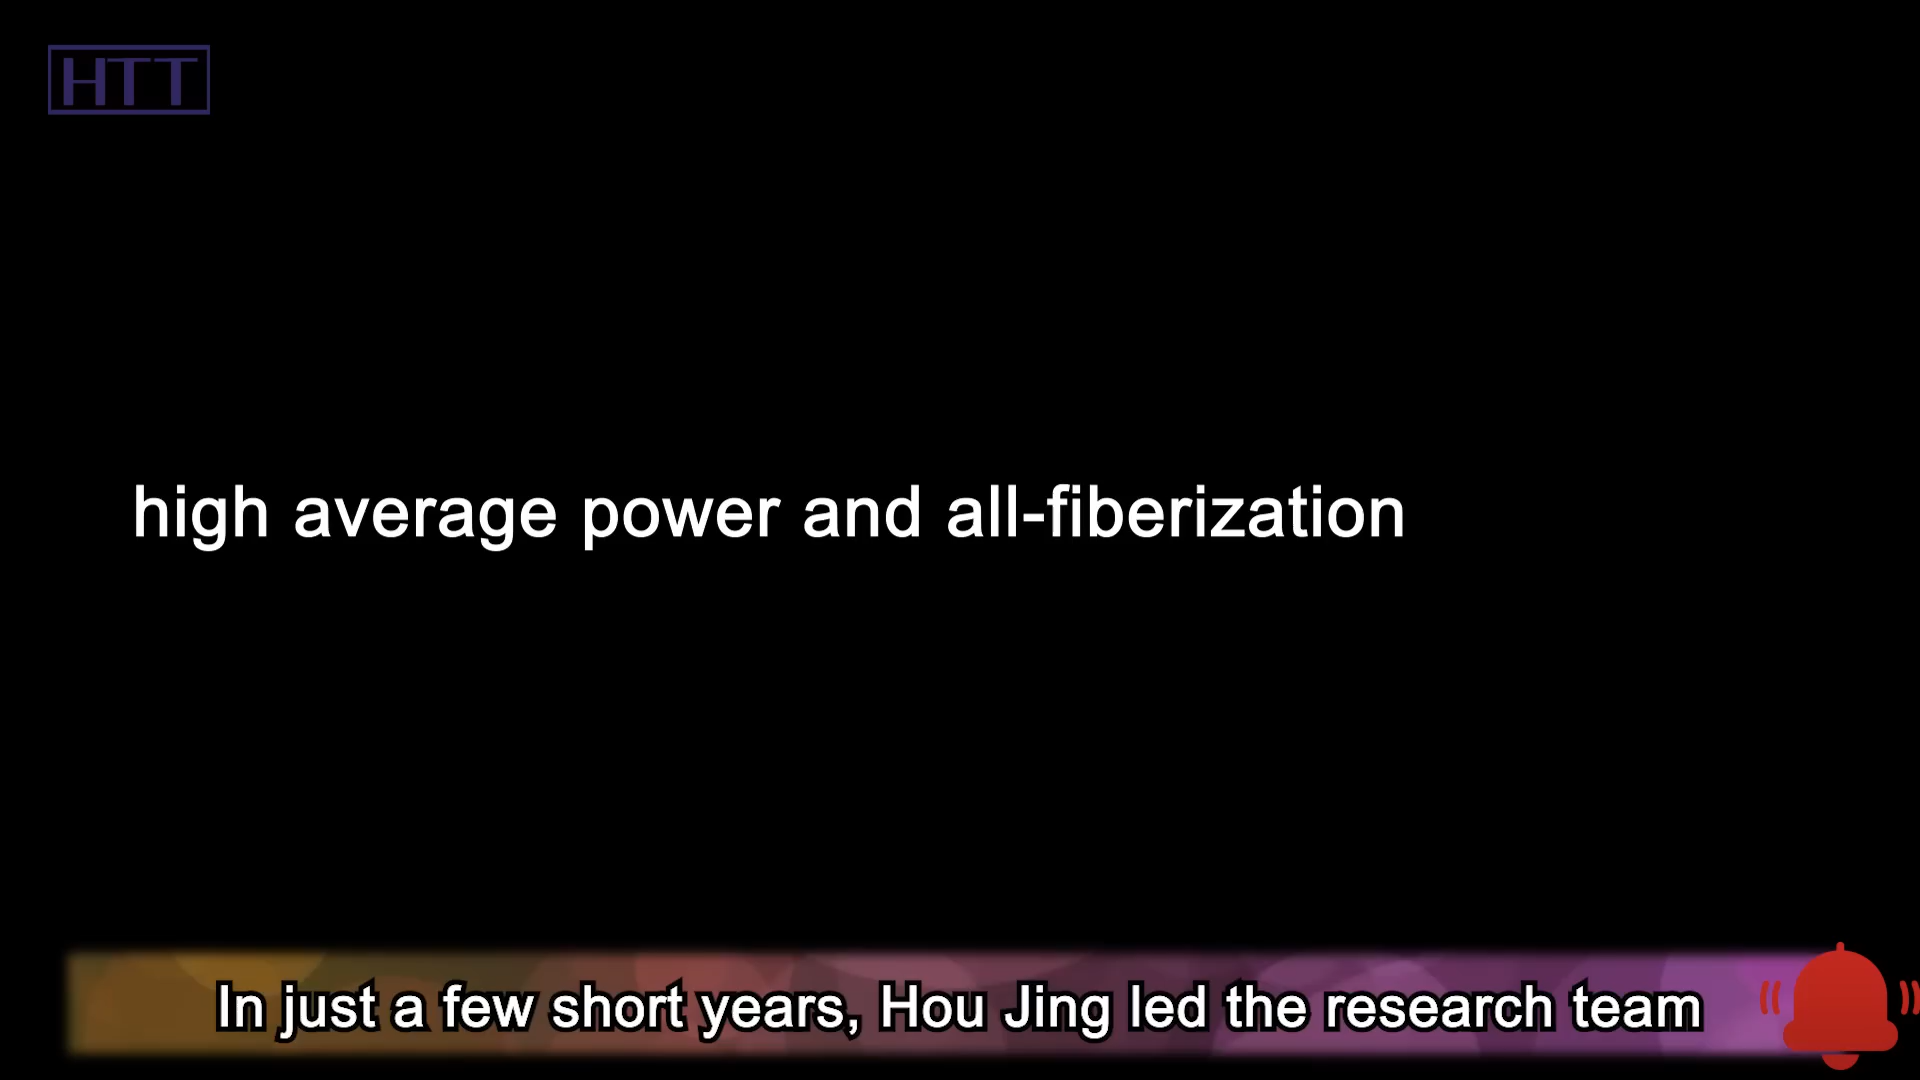 HTT
high average power and all-fiberization
In just a few short years, Hou Jing led the research team